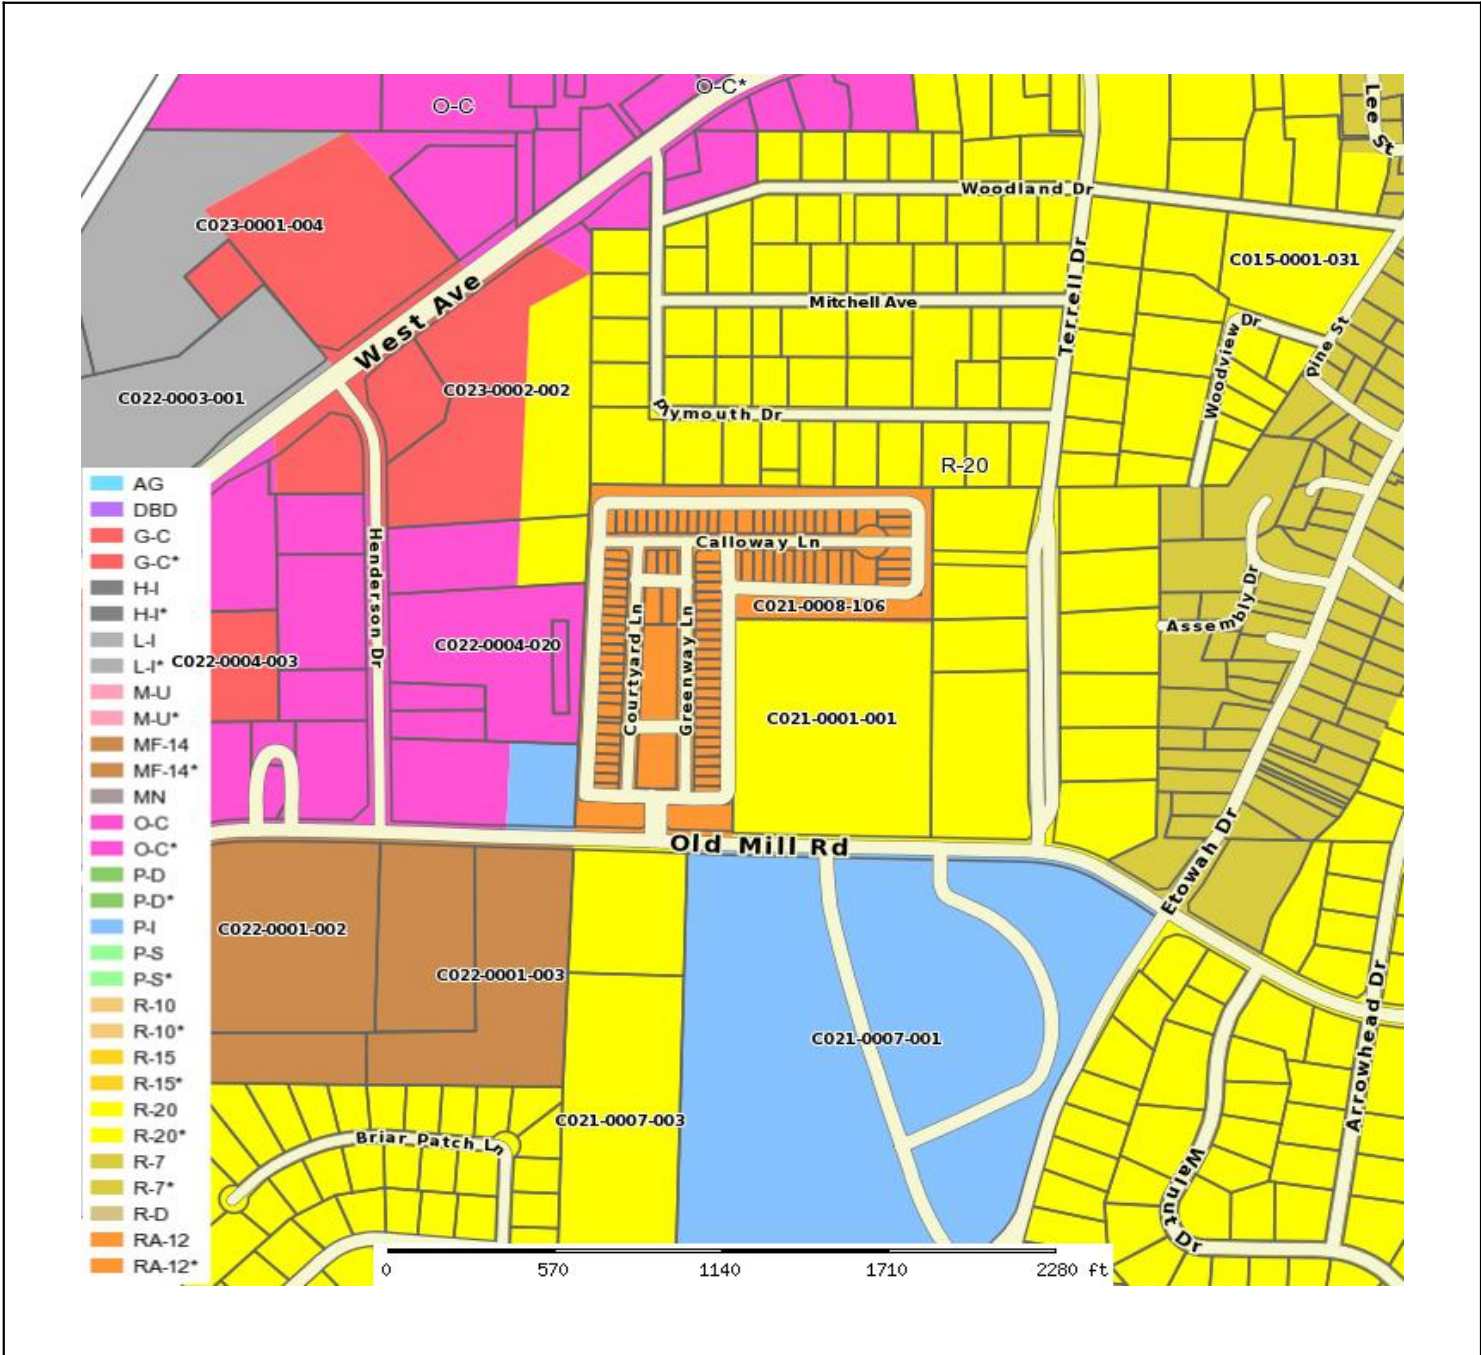 O-C
O-C*
Lee St
Woodland Dr
C023-0001-004
C015-0001-031
Terrell Dr
West Ave
Mitchell Ave
Woodview Dr
Pine St
C023-0002-002
C022-0003-001
Plymouth Dr
R-20
Calloway Ln
Henderson Dr
C021-0008-106
Assembly Dr
Courtyard Ln
Greenway Ln
C022-0004-020
C022-0004-003
C021-0001-001
Old Mill Rd
Etowah Dr
C022-0001-002
C022-0001-003
C021-0007-001
Arrowhead Dr
C021-0007-003
Briar Patch Ln
Walnut Dr
AG
DBD
G-C
G-C*
H-I
H-I*
L-I
L-I*
M-U
M-U*
MF-14
MF-14*
MN
O-C
O-C*
P-D
P-D*
P-I
P-S
P-S*
R-10
R-10*
R-15
R-15*
R-20
R-20*
R-7
R-7*
R-D
RA-12
RA-12*
0 570 1140 1710 2280 ft